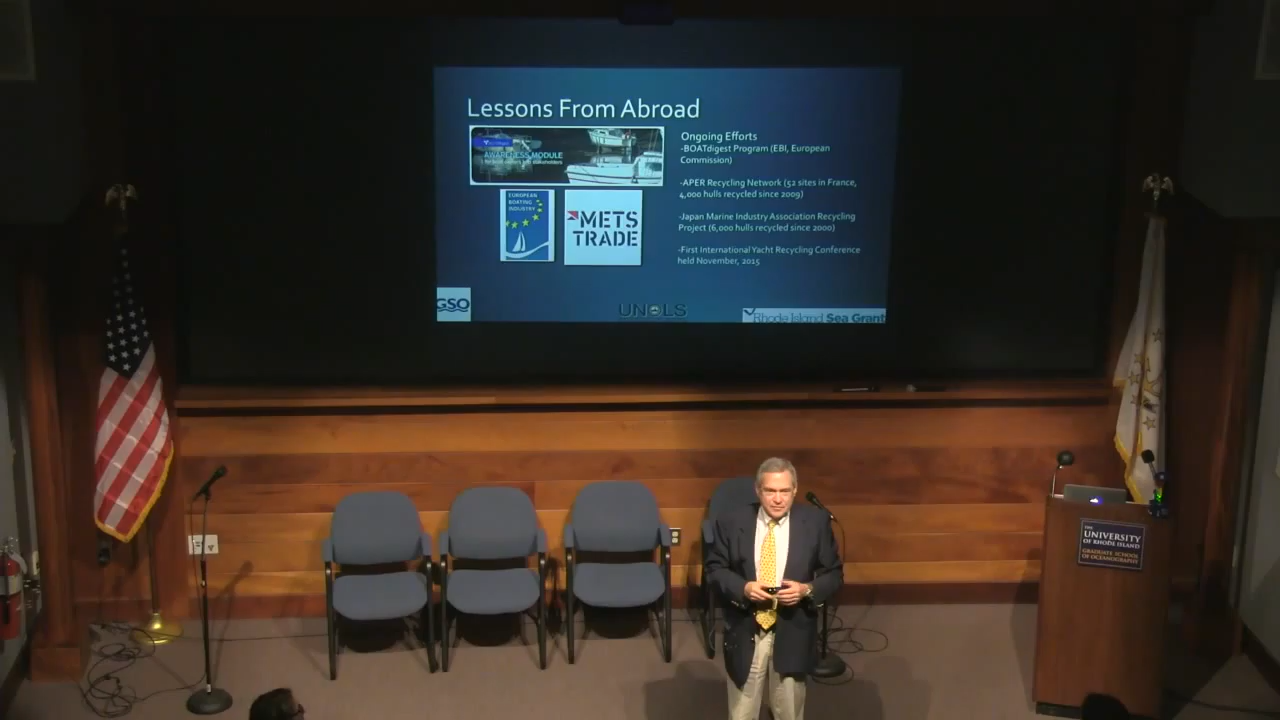 Lessons From Abroad
AWARENESS MODULE
EUROPEAN
BOATING
INDUSTRY
METS
TRADE
Ongoing Efforts
-BOATdigest Program (EBI, European
Commission)
-APER Recycling Network (52 sites in France,
4,000 hulls recycled since 2009)
-Japan Marine Industry Association Recycling
Project (6,000 hulls recycled since 2000)
-First International Yacht Recycling Conference
held November, 2015
GSO
UNOLS
Rhode Island Sea Grant
THE
UNIVERSITY
OF RHODE ISLAND
GRADUATE SCHOOL
OF OCEANOGRAPHY